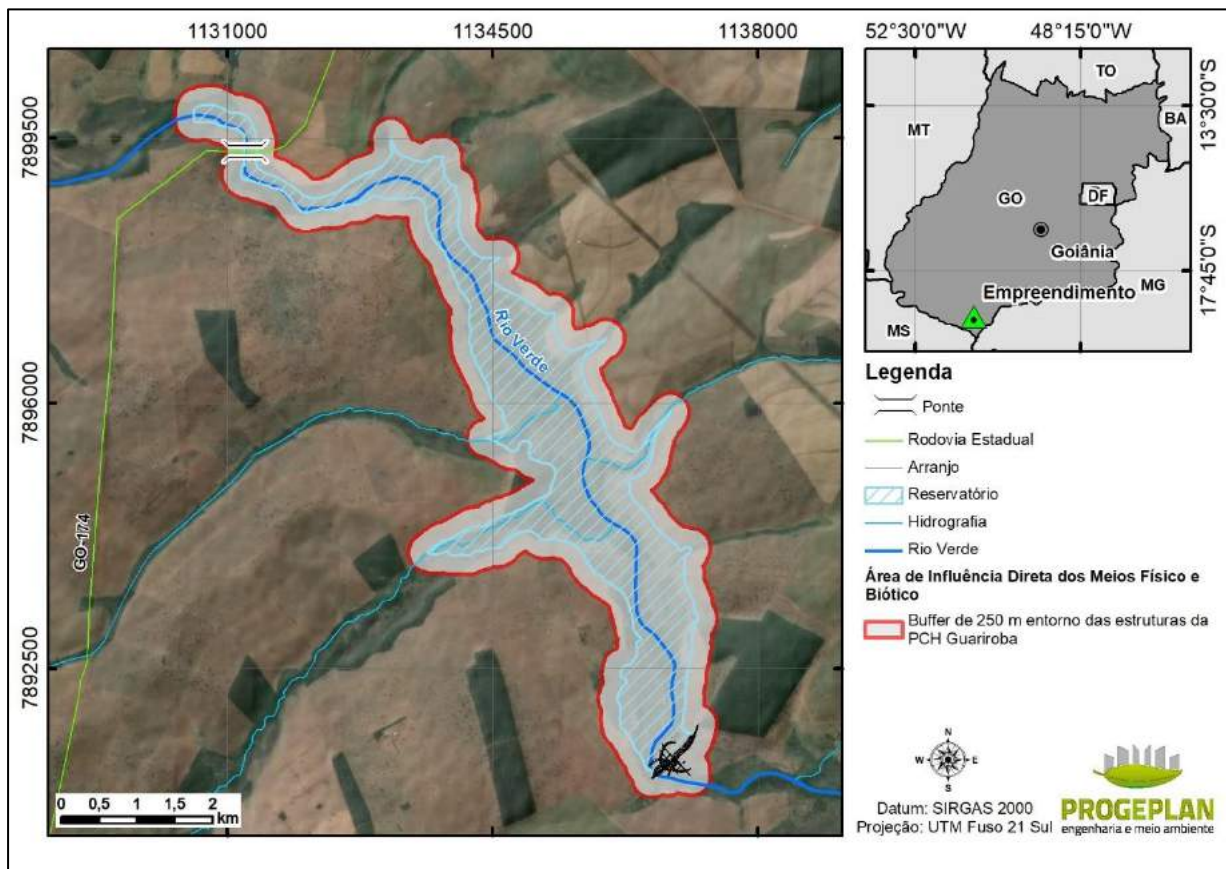 1131000 1134500 1138000
7899500
7896000
7892500
Rio Verde
GO-174
0 0,5 1 1,5 2
km
52°30'0"W 48°15'0"W
13°30'0"S
17°45'0"S
TO
BA
MT
DF
GO
Goiânia
MG
Empreendimento
MS
Legenda
Ponte
Rodovia Estadual
Arranjo
Reservatório
Hidrografia
Rio Verde
Área de Influência Direta dos Meios Físico e
Biótico
Buffer de 250 m entorno das estruturas da
PCH Guariroba
N
W E
S
Datum: SIRGAS 2000
Projeção: UTM Fuso 21 Sul
PROGEPLAN
engenharia e meio ambiente